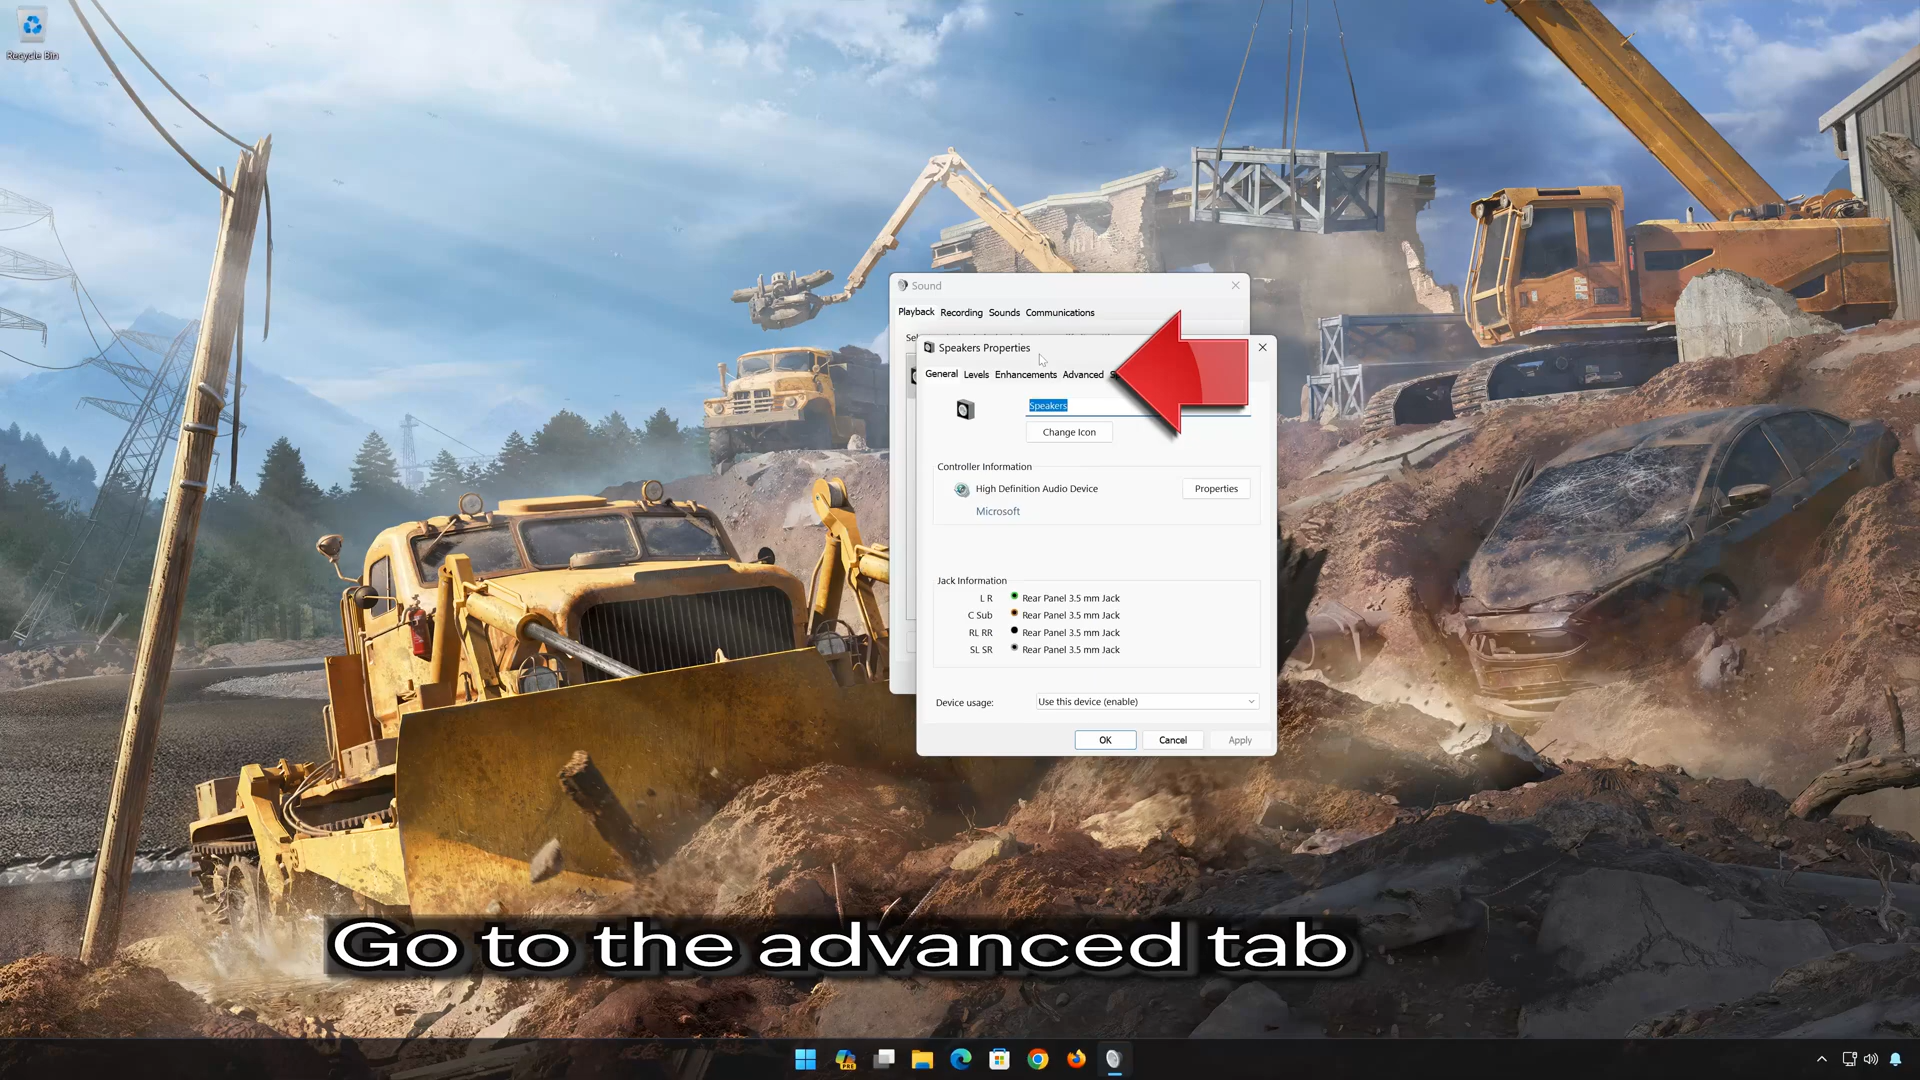 Recycle Bin
Sound
Playback Recording Sounds Communications
Speakers Properties
General Levels Enhancements Advanced
Speakers
Change Icon
Controller Information
High Definition Audio Device
Properties
Microsoft
Jack Information
L R Rear Panel 3.5 mm Jack
C Sub Rear Panel 3.5 mm Jack
RL RR Rear Panel 3.5 mm Jack
SL SR Rear Panel 3.5 mm Jack
Device usage: Use this device (enable)
OK Cancel Apply
Go to the advanced tab
PRE